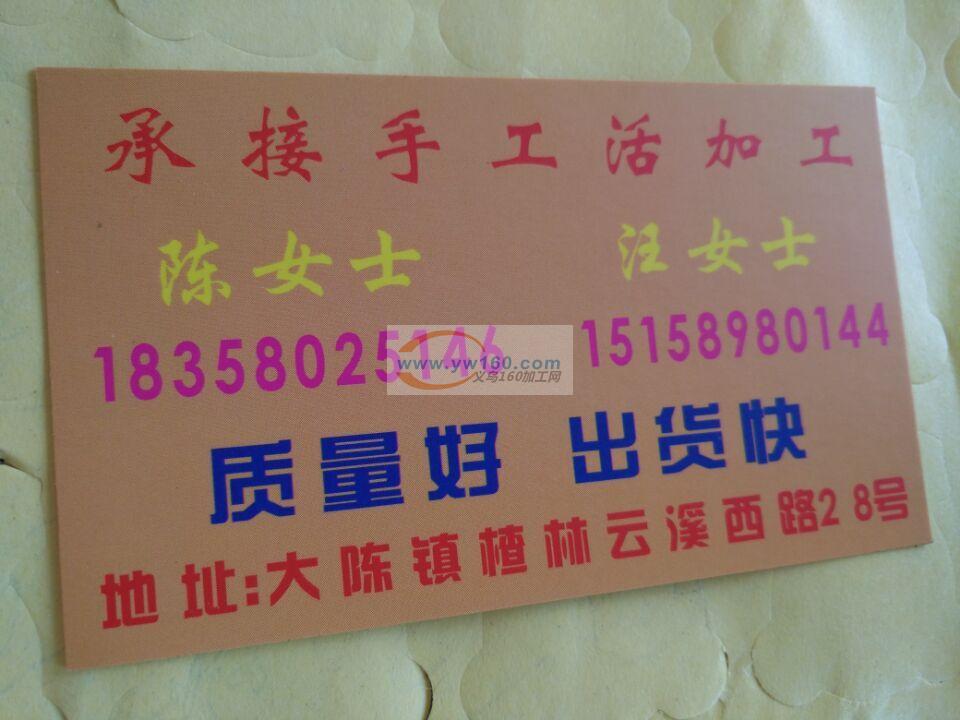 承接手工活加工
陈女士 汪女士
18358025146 15158980144
www.yw160.com
义乌160加工网
质量好 出货快
地址:大陈镇楂林云溪西路28号